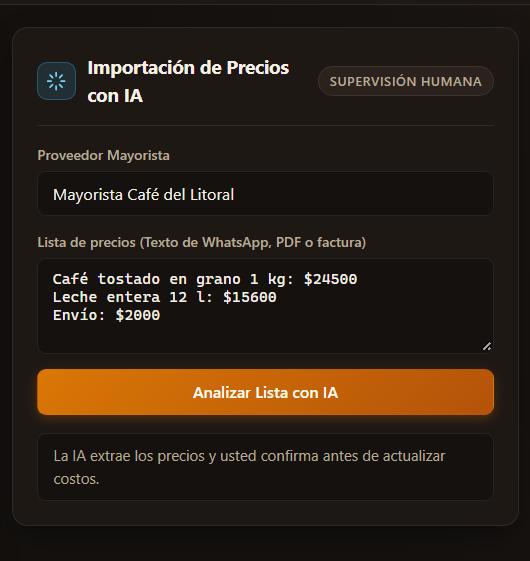 Importación de Precios
con IA
SUPERVISIÓN HUMANA
Proveedor Mayorista
Mayorista Café del Litoral
Lista de precios (Texto de WhatsApp, PDF o factura)
Café tostado en grano 1 kg: $24500
Leche entera 12 l: $15600
Envío: $2000
Analizar Lista con IA
La IA extrae los precios y usted confirma antes de actualizar
costos.